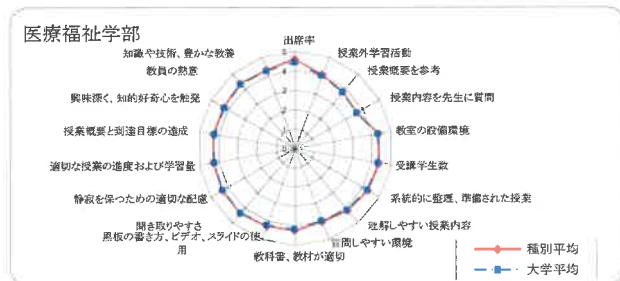 医療福祉学部
出席率
授業外学習活動
授業概要を参考
授業内容を先生に質問
教室の設備環境
受講学生数
系統的に整理、準備された授業
理解しやすい授業内容
質問しやすい環境
教科書、教材が適切
黒板の書き方、ビデオ、スライドの使
用
聞き取りやすさ
静寂を保つための適切な配慮
適切な授業の進度および学習量
授業概要と到達目標の達成
興味深く、知的好奇心を触発
教員の熱意
知識や技術、豊かな教養
5
4
3
2
種別平均
大学平均